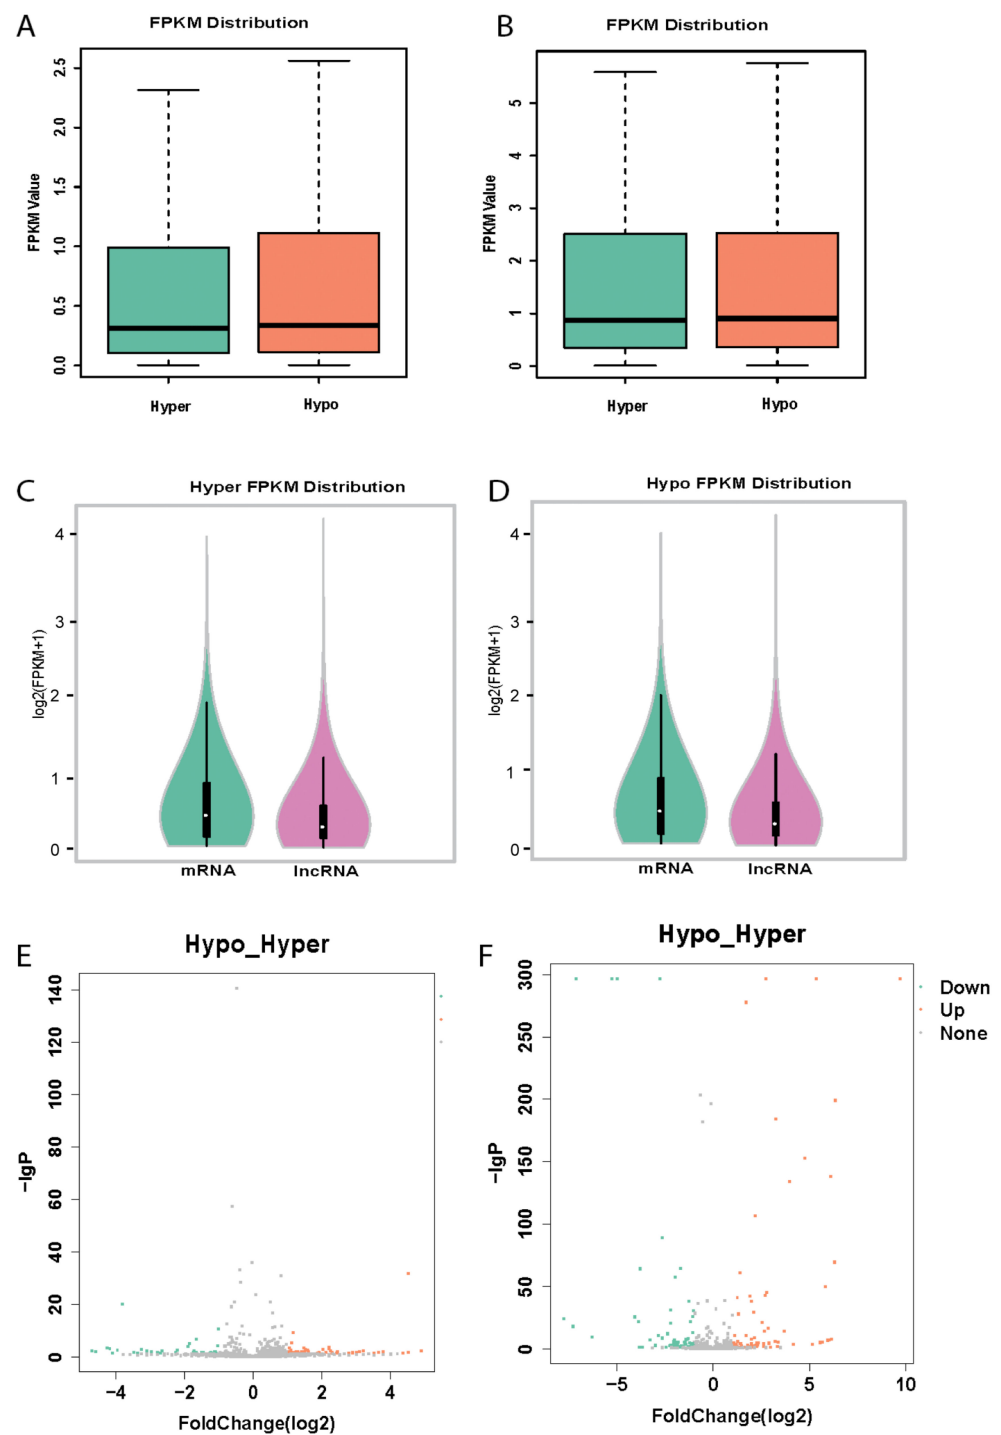 A
FPKM Distribution
2.5
2.0
1.5
1.0
0.5
0.0
FPKM Value
Hyper
Hypo
B
FPKM Distribution
5
4
3
2
1
0
FPKM Value
Hyper
Hypo
C
Hyper FPKM Distribution
4
3
2
1
0
log2(FPKM+1)
mRNA
lncRNA
D
Hypo FPKM Distribution
4
3
2
1
0
log2(FPKM+1)
mRNA
lncRNA
E
Hypo_Hyper
140
120
100
80
60
40
20
0
−lgP
−4
−2
0
2
4
FoldChange(log2)
F
Hypo_Hyper
300
250
200
150
100
50
0
−lgP
−5
0
5
10
FoldChange(log2)
Down
Up
None